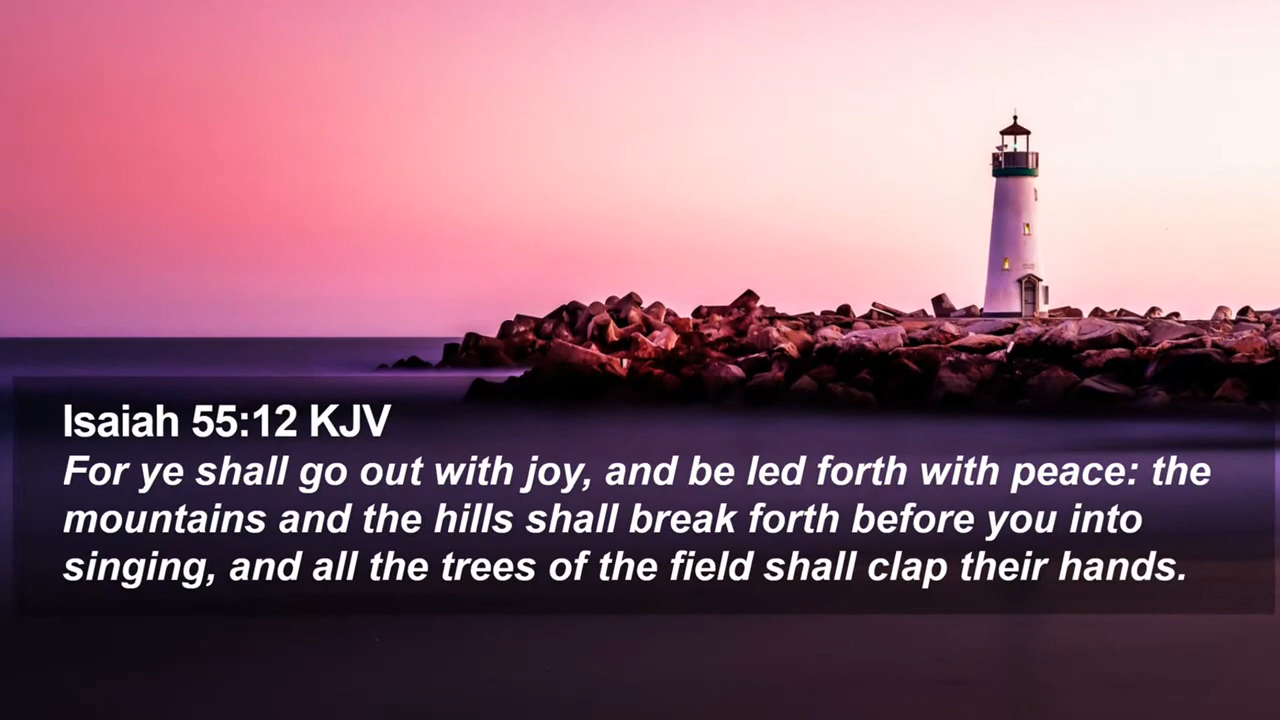 Isaiah 55:12 KJV
For ye shall go out with joy, and be led forth with peace: the
mountains and the hills shall break forth before you into
singing, and all the trees of the field shall clap their hands.